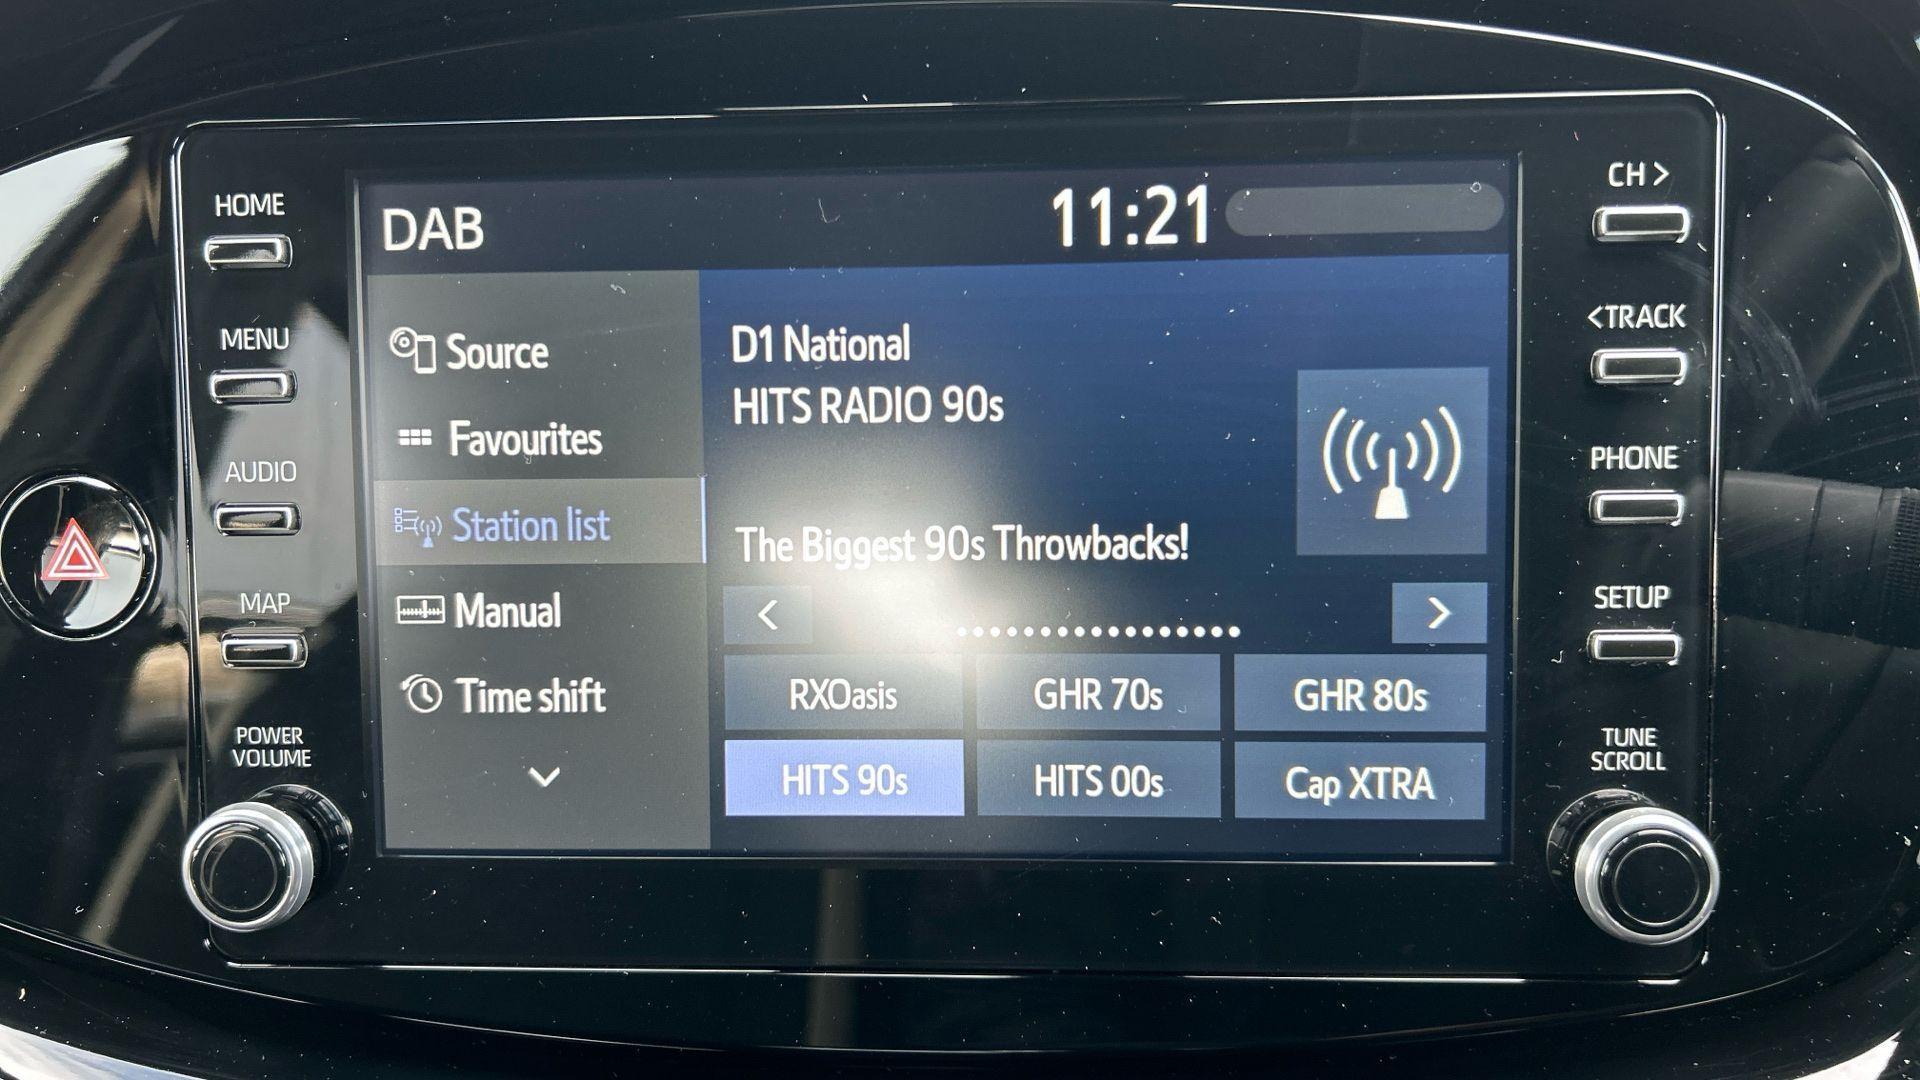 HOME
MENU
AUDIO
MAP
POWER
VOLUME
DAB
11:21
Source
Favourites
Station list
Manual
Time shift
D1 National
HITS RADIO 90s
The Biggest 90s Throwbacks!
<
>
RXOasis
GHR 70s
GHR 80s
HITS 90s
HITS 00s
Cap XTRA
CH >
<TRACK
PHONE
SETUP
TUNE
SCROLL